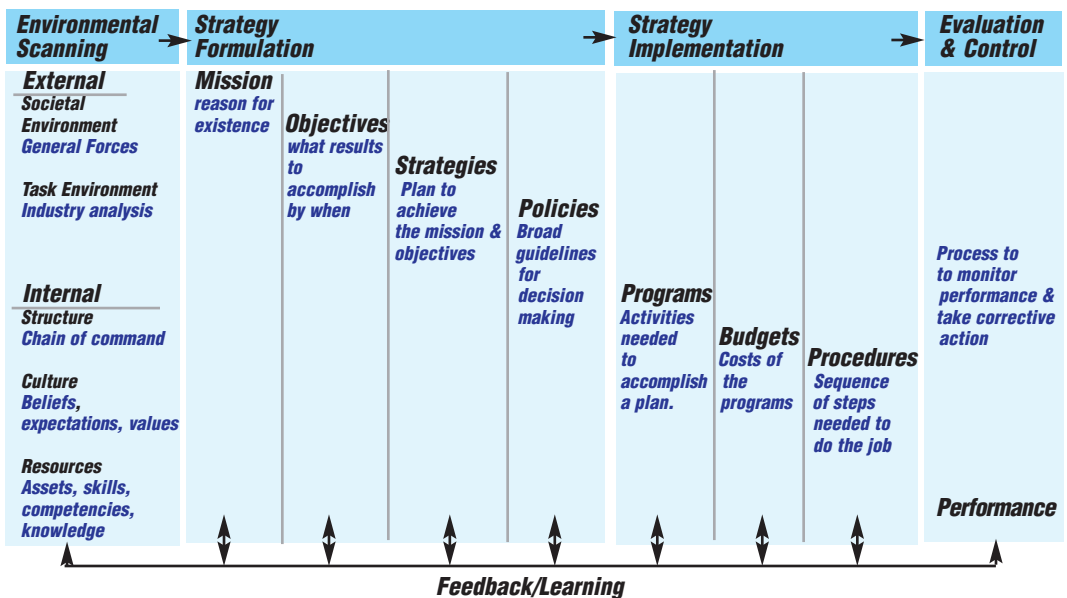 Environmental
Scanning
Strategy
Formulation
Strategy
Implementation
Evaluation
& Control
External
Societal
Environment
General Forces
Task Environment
Industry analysis
Internal
Structure
Chain of command
Culture
Beliefs,
expectations, values
Resources
Assets, skills,
competencies,
knowledge
Mission
reason for
existence
Objectives
what results
to
accomplish
by when
Strategies
Plan to
achieve
the mission &
objectives
Policies
Broad
guidelines
for
decision
making
Programs
Activities
needed
to
accomplish
a plan.
Budgets
Costs of
the
programs
Procedures
Sequence
of steps
needed to
do the job
Process to
to monitor
performance &
take corrective
action
Performance
Feedback/Learning